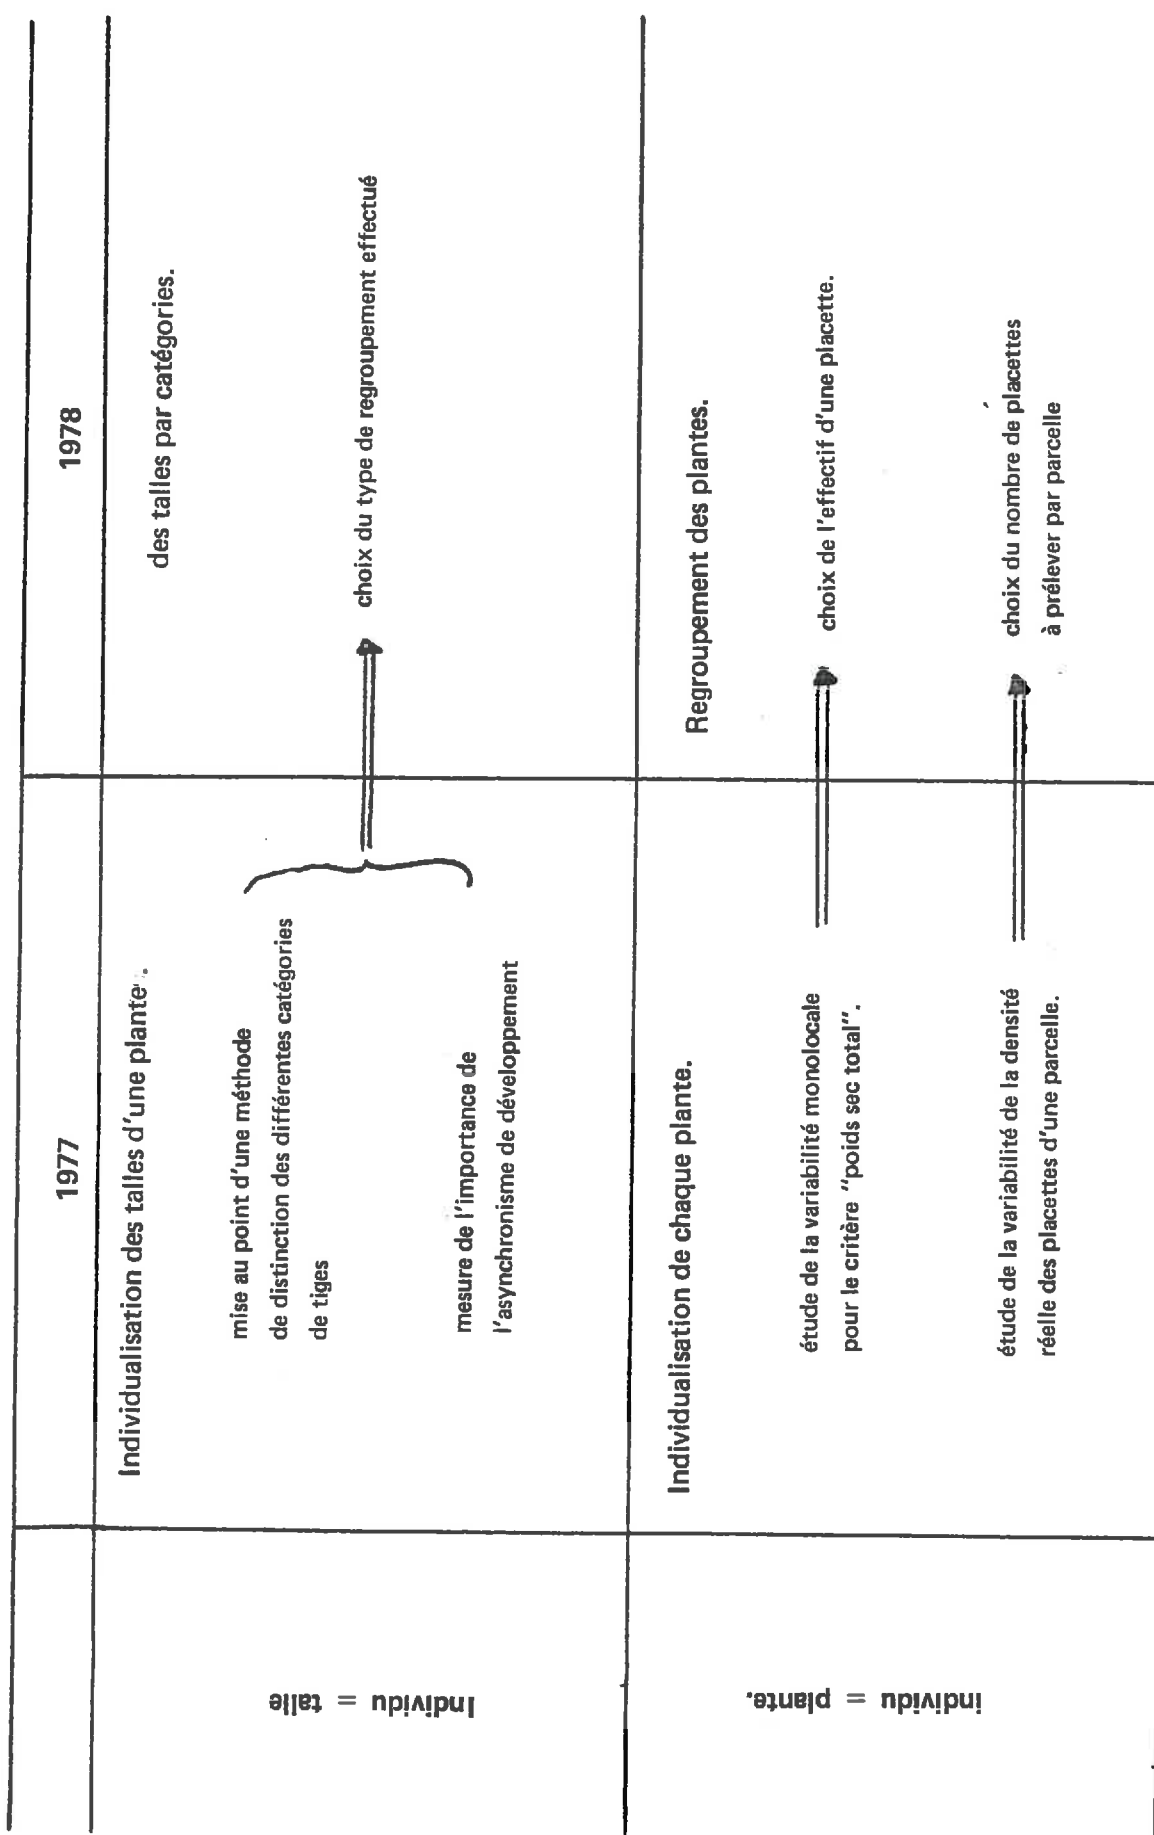 1977
1978
Individu = talle
Individualisation des talles d'une plante.
mise au point d'une méthode
de distinction des différentes catégories
de tiges
mesure de l'importance de
l'asynchronisme de développement
des talles par catégories.
choix du type de regroupement effectué
individu = plante.
Individualisation de chaque plante.
étude de la variabilité monolocale
pour le critère "poids sec total".
étude de la variabilité de la densité
réelle des placettes d'une parcelle.
Regroupement des plantes.
choix de l'effectif d'une placette.
choix du nombre de placettes
à prélever par parcelle